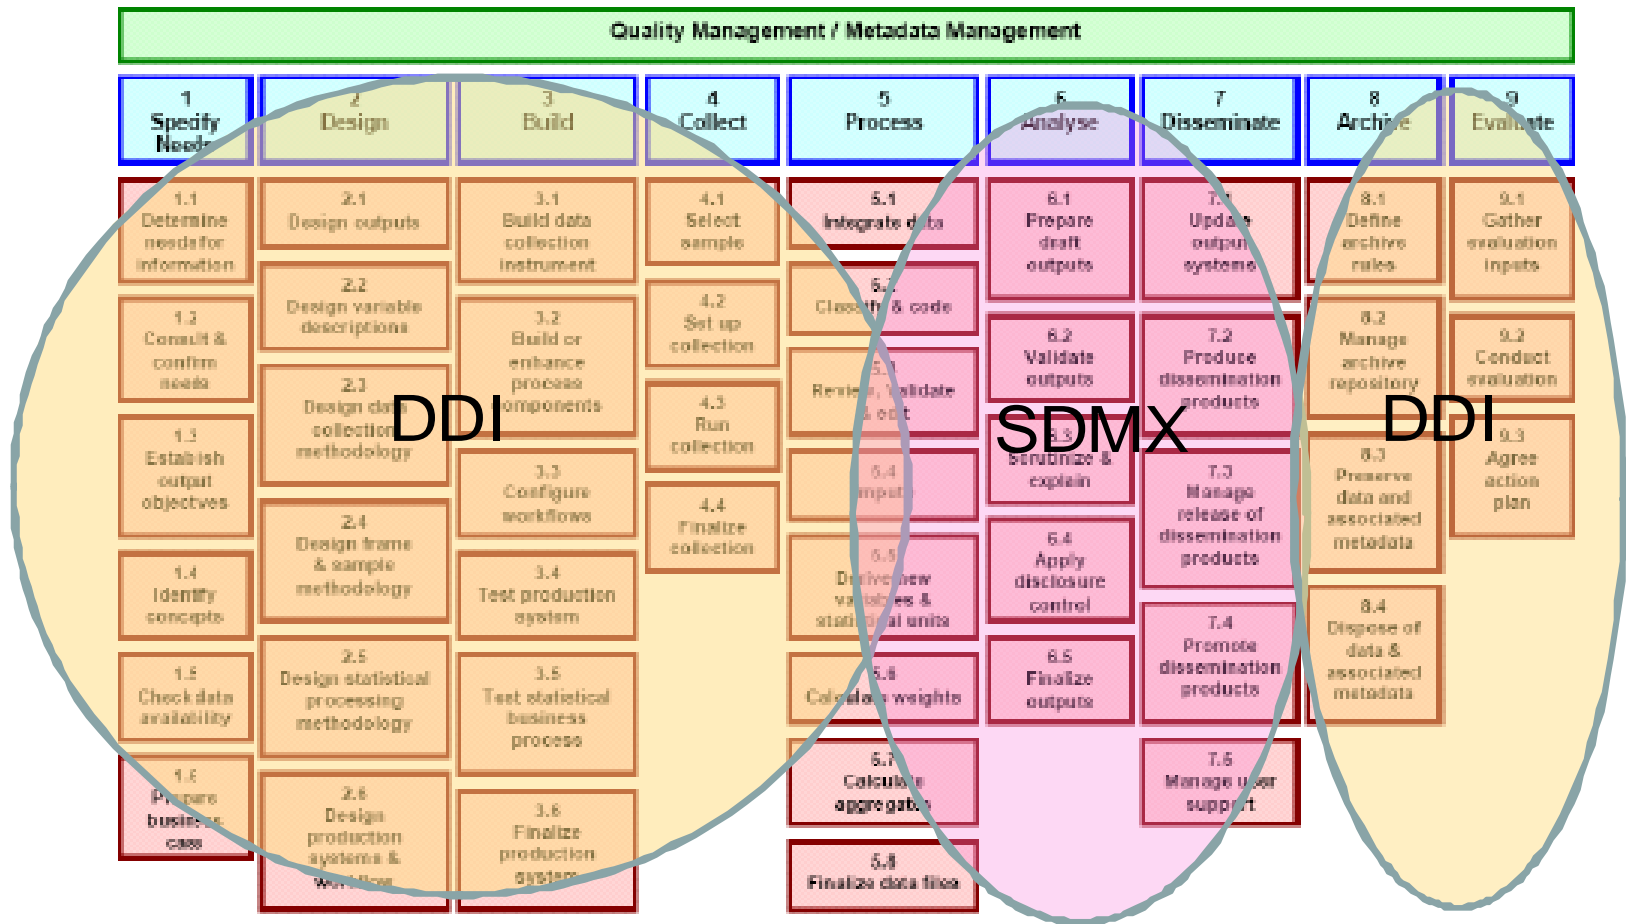 Quality Management / Metadata Management
1
Specify
Needs
2
Design
3
Build
4
Collect
5
Process
6
Analyse
7
Disseminate
8
Archive
9
Evaluate
1.1
Determine
needs for
information
1.2
Consult &
confirm
needs
1.3
Establish
output
objectves
1.4
Identify
concepts
1.5
Check data
availability
1.6
Prepare
business
case
2.1
Design outputs
2.2
Design variable
descriptions
2.3
Design data
collection
methodology
2.4
Design frame
& sample
methodology
2.5
Design statistical
processing
methodology
2.6
Design
production
systems &
workflow
3.1
Build data
collection
instrument
3.2
Build or
enhance
process
components
3.3
Configure
workflows
3.4
Test production
system
3.5
Test statistical
business
process
3.6
Finalize
production
system
4.1
Select
sample
4.2
Set up
collection
4.3
Run
collection
4.4
Finalize
collection
5.1
Integrate data
5.2
Classify & code
5.3
Review, Validate
& edit
5.4
Impute
5.5
Derive new
variables &
statistical units
5.6
Calculate weights
5.7
Calculate
aggregates
5.8
Finalize data files
6.1
Prepare
draft
outputs
6.2
Validate
outputs
6.3
Scrutinize &
explain
6.4
Apply
disclosure
control
6.5
Finalize
outputs
7.1
Update
output
systems
7.2
Produce
dissemination
products
7.3
Manage
release of
dissemination
products
7.4
Promote
dissemination
products
7.5
Manage user
support
8.1
Define
archive
rules
8.2
Manage
archive
repository
8.3
Preserve
data and
associated
metadata
8.4
Dispose of
data &
associated
metadata
9.1
Gather
evaluation
inputs
9.2
Conduct
evaluation
9.3
Agree
action
plan
DDI
SDMX
DDI